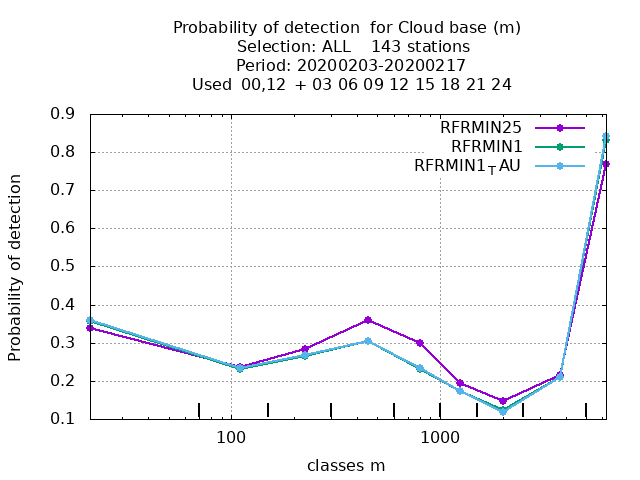 Probability of detection  for Cloud base (m)
Selection: ALL    143 stations
Period: 20200203-20200217
Used  00,12  + 03 06 09 12 15 18 21 24
RFRMIN25
RFRMIN1
RFRMIN1TAU
Probability of detection
0.9
0.8
0.7
0.6
0.5
0.4
0.3
0.2
0.1
100
1000
classes m